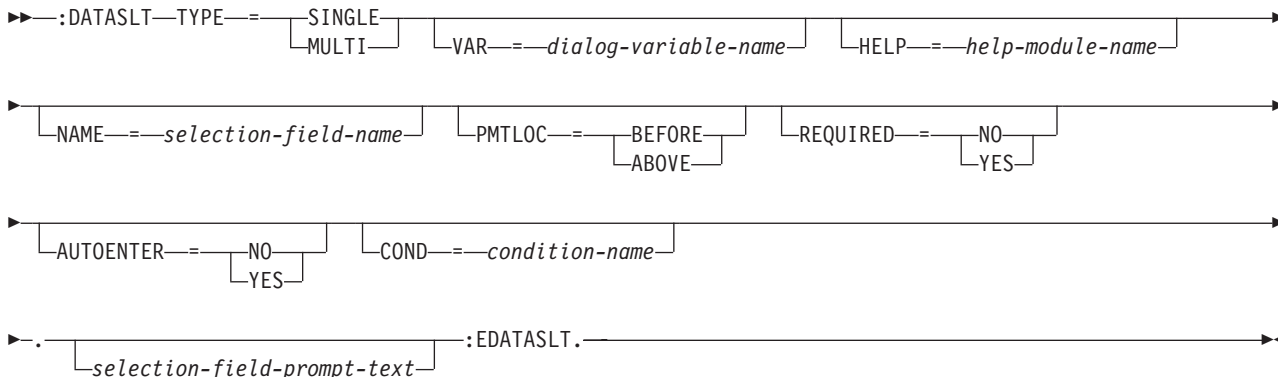 :DATASLT TYPE = SINGLE
MULTI
VAR = dialog-variable-name
HELP = help-module-name
NAME = selection-field-name
PMTLOC = BEFORE
ABOVE
REQUIRED = NO
YES
AUTOENTER = NO
YES
COND = condition-name
. selection-field-prompt-text
:EDATASLT.